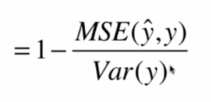 = 1 − MSE(ŷ, y)
Var(y)